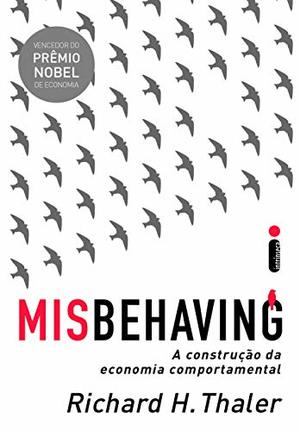 VENCEDOR DO
PRÊMIO
NOBEL
DE ECONOMIA
intrínseca
MISBEHAVING
A construção da
economia comportamental
Richard H. Thaler